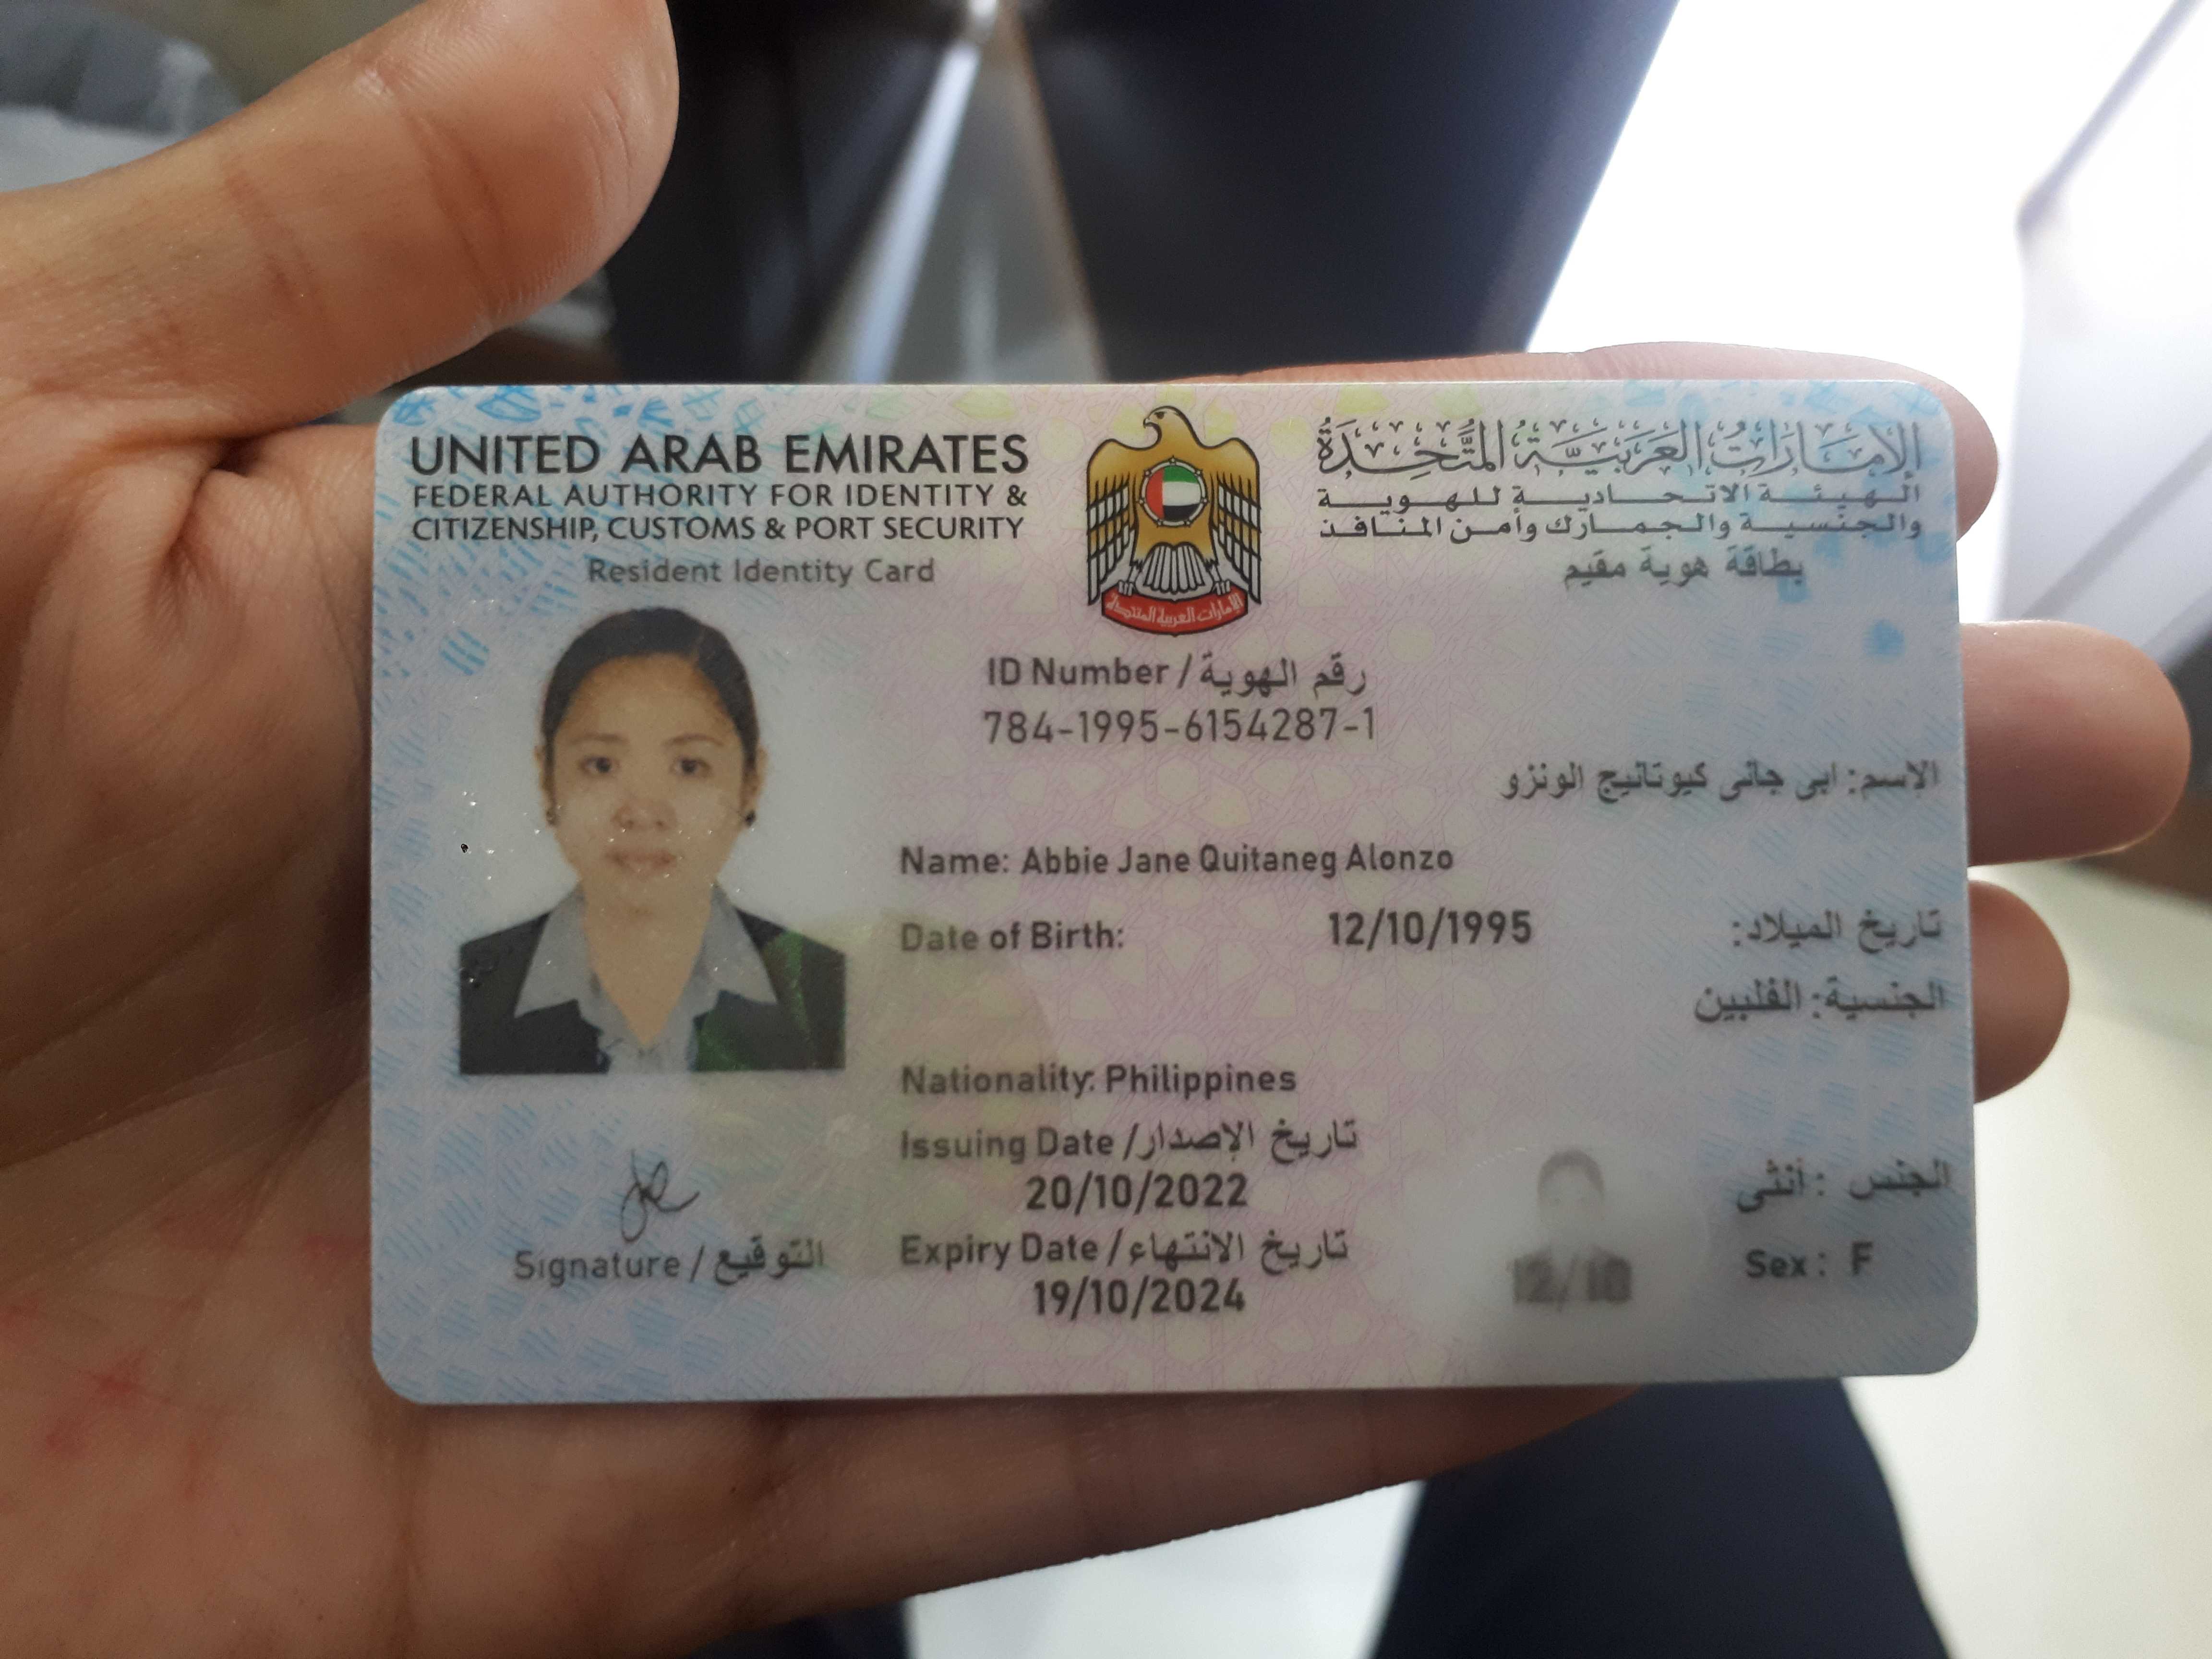 UNITED ARAB EMIRATES
FEDERAL AUTHORITY FOR IDENTITY &
CITIZENSHIP, CUSTOMS & PORT SECURITY
Resident Identity Card
الإمارات العربية المتحدة
الهيئة الاتحادية للهوية
والجنسية والجمارك وأمن المنافذ
بطاقة هوية مقيم
الإمارات العربية المتحدة
ID Number / رقم الهوية
784-1995-6154287-1
الاسم: ابى جانى كيوتانيج الونزو
Name: Abbie Jane Quitaneg Alonzo
Date of Birth: 12/10/1995 تاريخ الميلاد:
الجنسية: الفلبين
Nationality: Philippines
Issuing Date / تاريخ الإصدار
20/10/2022
Expiry Date / تاريخ الانتهاء
19/10/2024
الجنس : أنثى
Sex : F
12/10
Signature / التوقيع